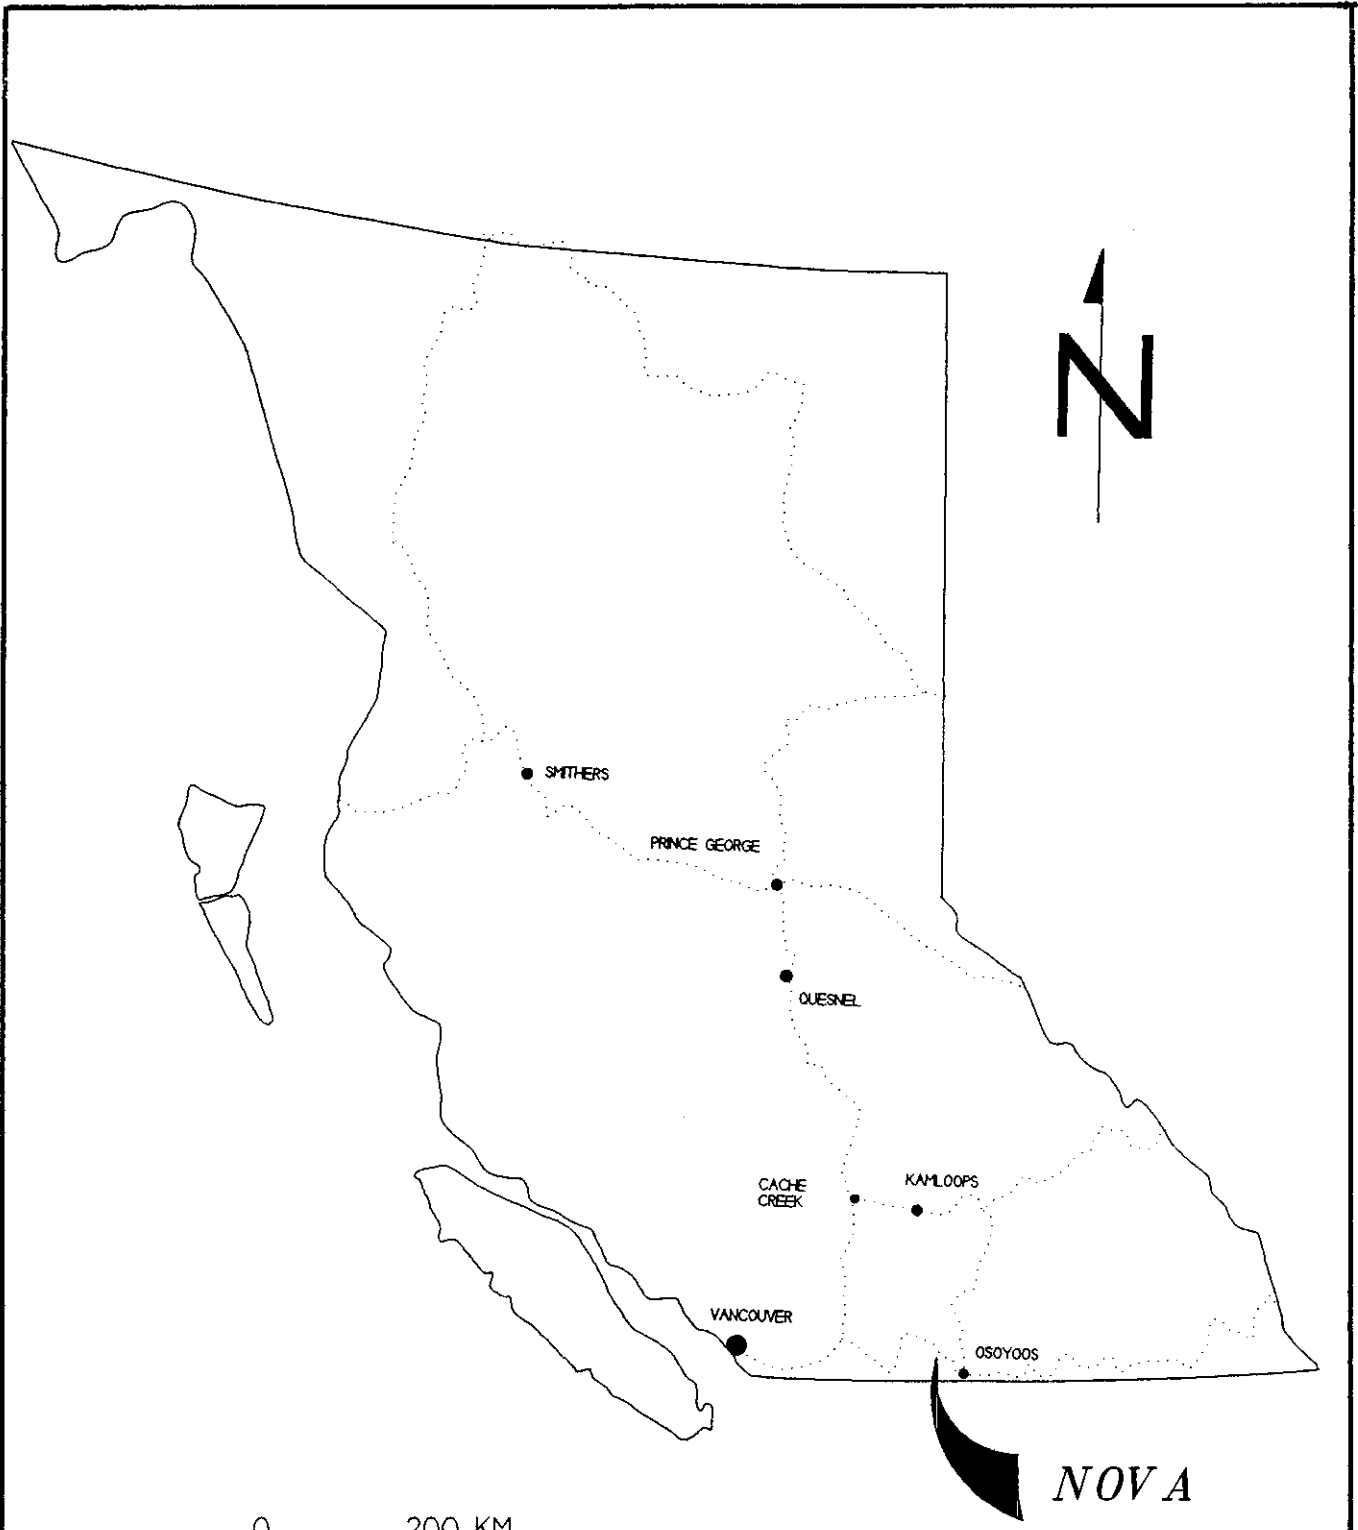 N
SMITHERS
PRINCE GEORGE
QUESNEL
CACHE
CREEK
KAMLOOPS
VANCOUVER
OSOYOOS
NOVA
0 200 KM